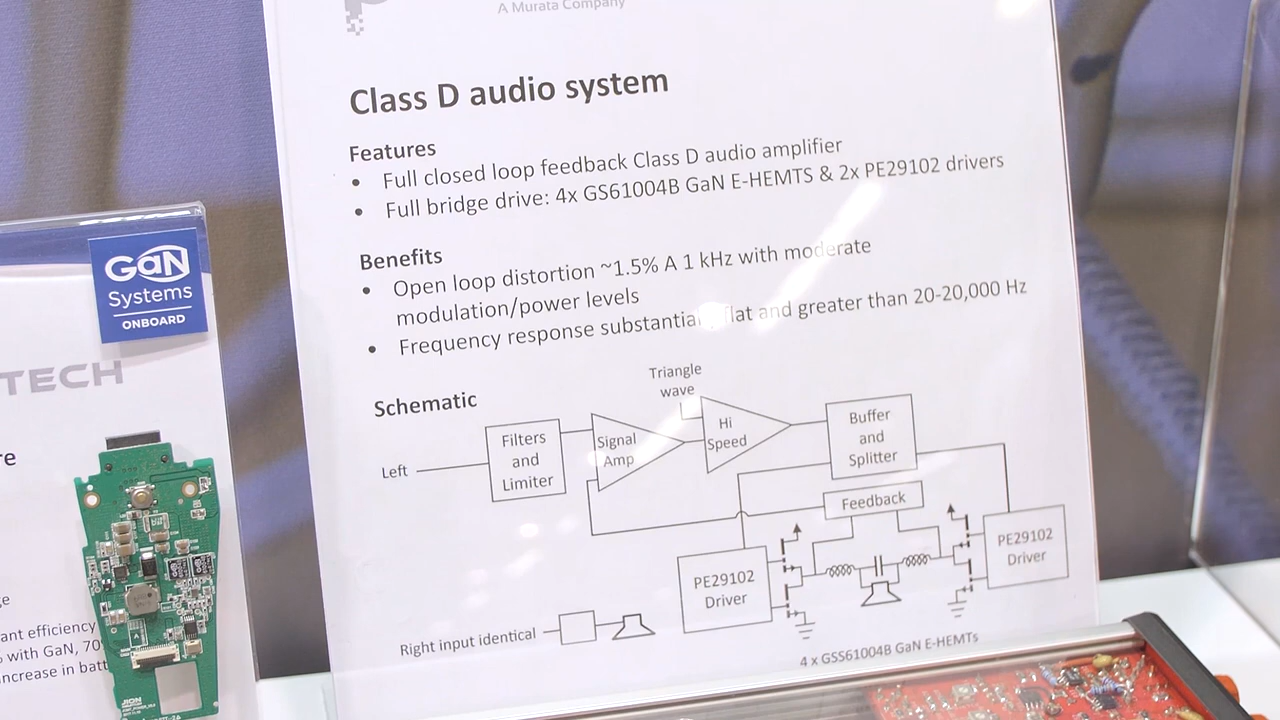 A Murata Company
Class D audio system
Features
• Full closed loop feedback Class D audio amplifier
• Full bridge drive: 4x GS61004B GaN E-HEMTS & 2x PE29102 drivers
Benefits
• Open loop distortion ~1.5% A 1 kHz with moderate
modulation/power levels
• Frequency response flat and greater than 20-20,000 Hz
Schematic
Triangle
wave
Left
Filters
and
Limiter
Signal
Amp
Hi
Speed
Buffer
and
Splitter
Feedback
PE29102
Driver
PE29102
Driver
Right input identical
4 x GSS61004B GaN E-HEMTs
GaN
Systems
ONBOARD
TECH
re
ge
ant efficiency
with GaN, 70
increase in batt
GaN
JION